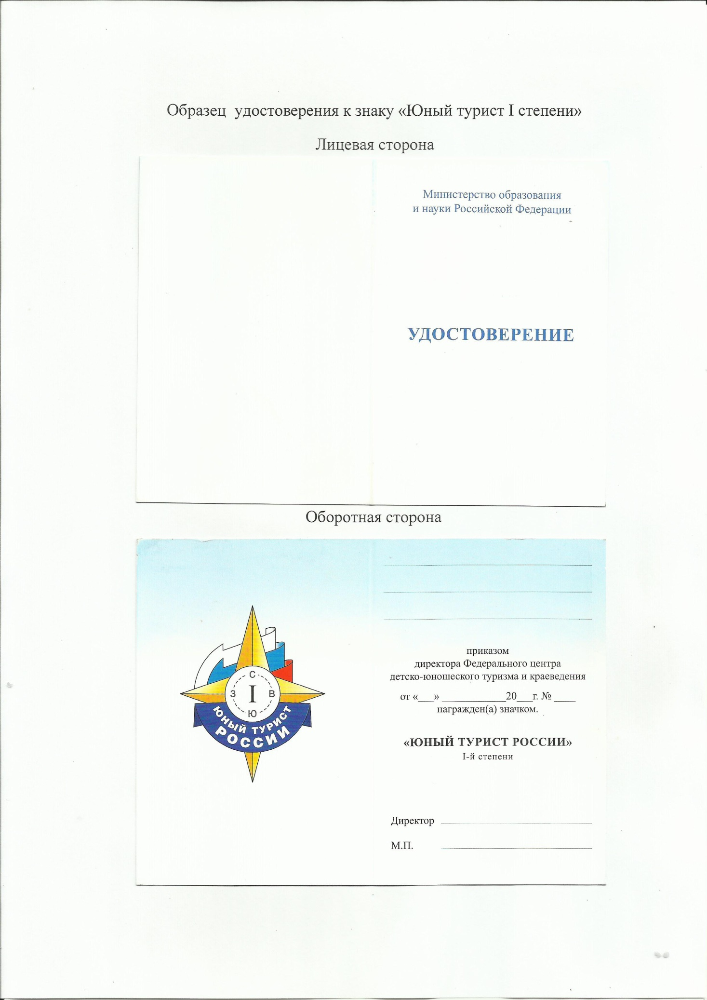 Образец удостоверения к знаку «Юный турист I степени»
Лицевая сторона
Министерство образования
и науки Российской Федерации
УДОСТОВЕРЕНИЕ
Оборотная сторона
С
З I В
Ю
ЮНЫЙ ТУРИСТ
РОССИИ
приказом
директора Федерального центра
детско-юношеского туризма и краеведения
от «___» ____________20___г. № ____
награжден(а) значком.
«ЮНЫЙ ТУРИСТ РОССИИ»
I-й степени
Директор
М.П.